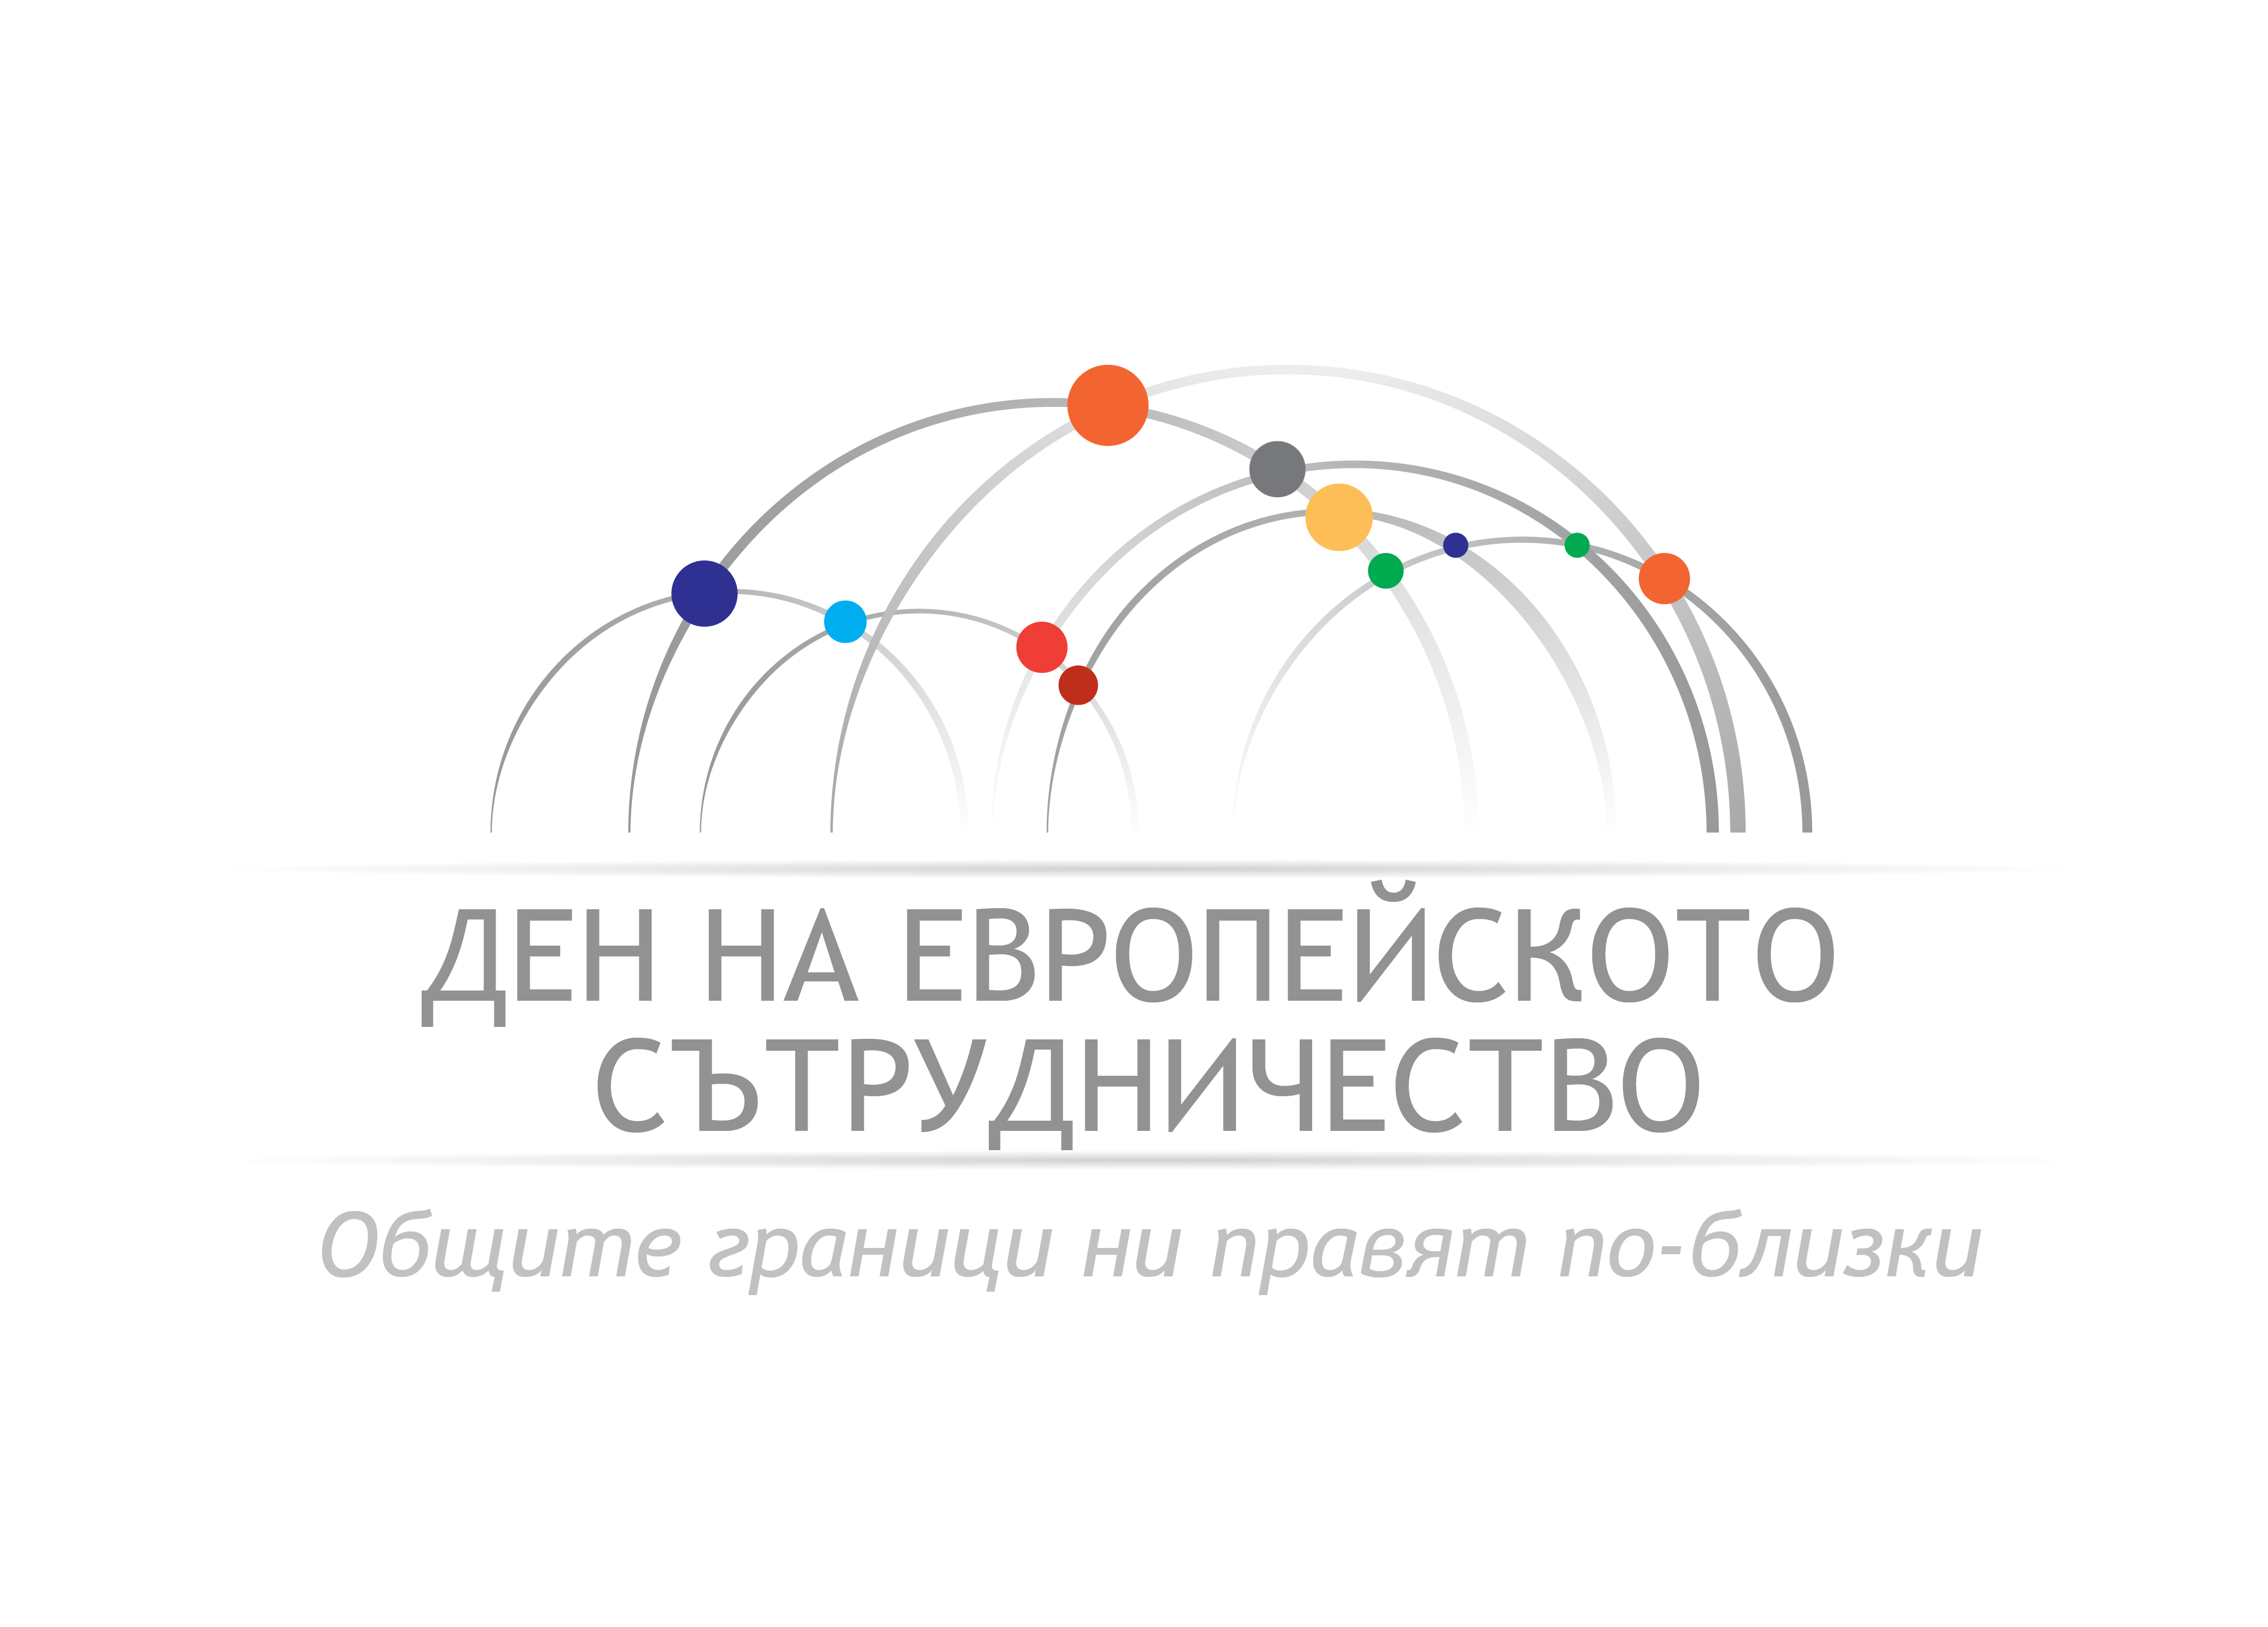 ДЕН НА ЕВРОПЕЙСКОТО
СЪТРУДНИЧЕСТВО
Общите граници ни правят по-близки